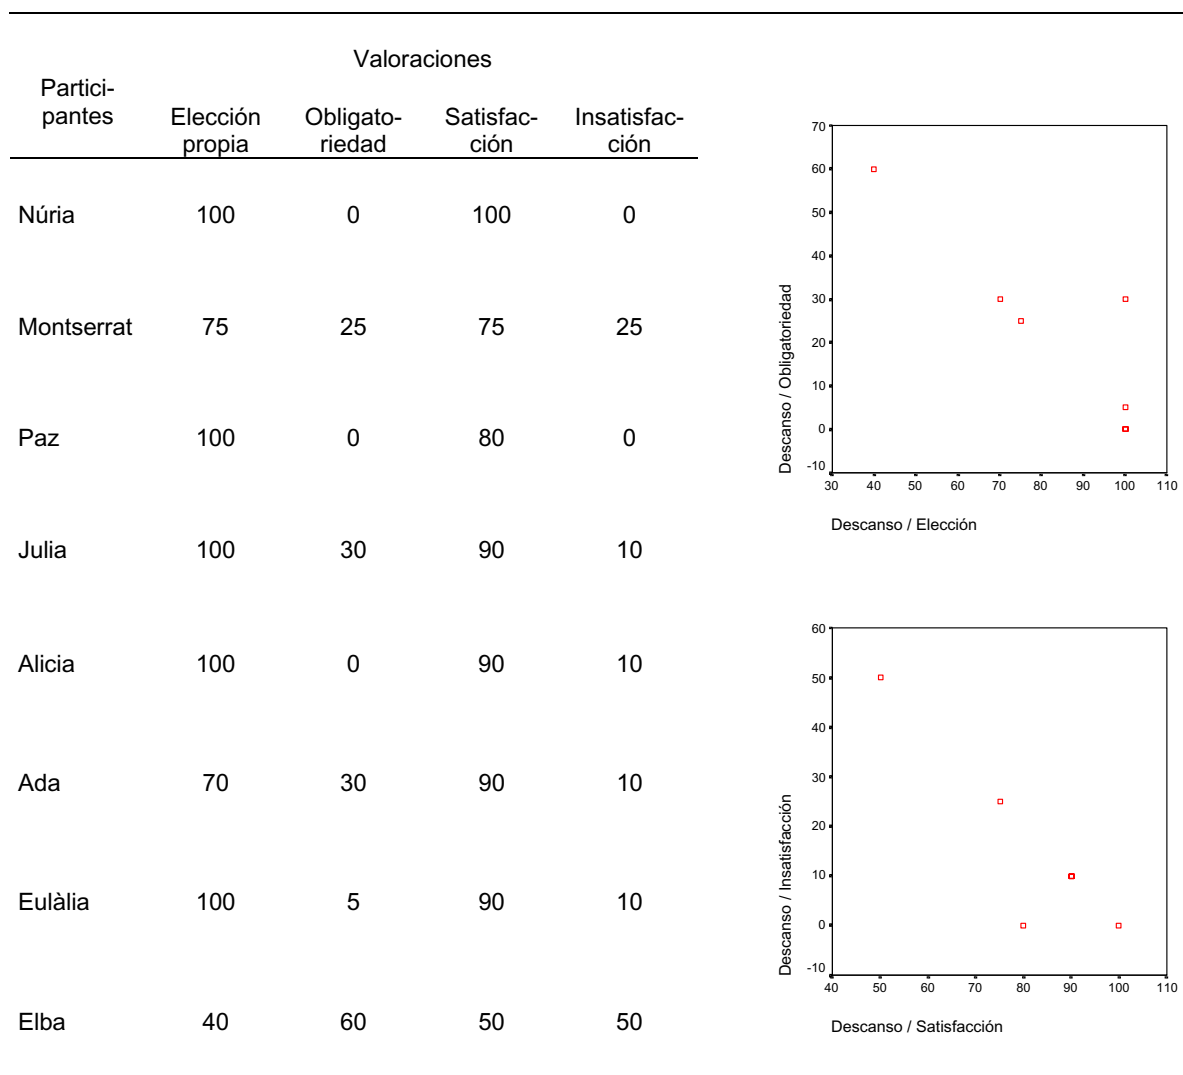 Valoraciones
Partici-
pantes
Elección
propia
Obligato-
riedad
Satisfac-
ción
Insatisfac-
ción
Núria 100 0 100 0
Montserrat 75 25 75 25
Paz 100 0 80 0
Julia 100 30 90 10
Alicia 100 0 90 10
Ada 70 30 90 10
Eulàlia 100 5 90 10
Elba 40 60 50 50
Descanso / Obligatoriedad
70
60
50
40
30
20
10
0
-10
30 40 50 60 70 80 90 100 110
Descanso / Elección
Descanso / Insatisfacción
60
50
40
30
20
10
0
-10
40 50 60 70 80 90 100 110
Descanso / Satisfacción